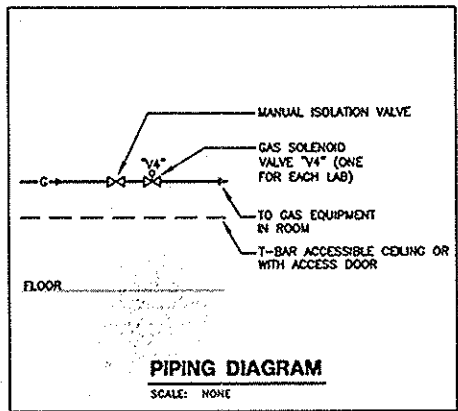 MANUAL ISOLATION VALVE
"V4"
GAS SOLENOID
VALVE "V4" (ONE
FOR EACH LAB)
G
TO GAS EQUIPMENT
IN ROOM
T-BAR ACCESSIBLE CEILING OR
WITH ACCESS DOOR
FLOOR
PIPING DIAGRAM
SCALE: NONE